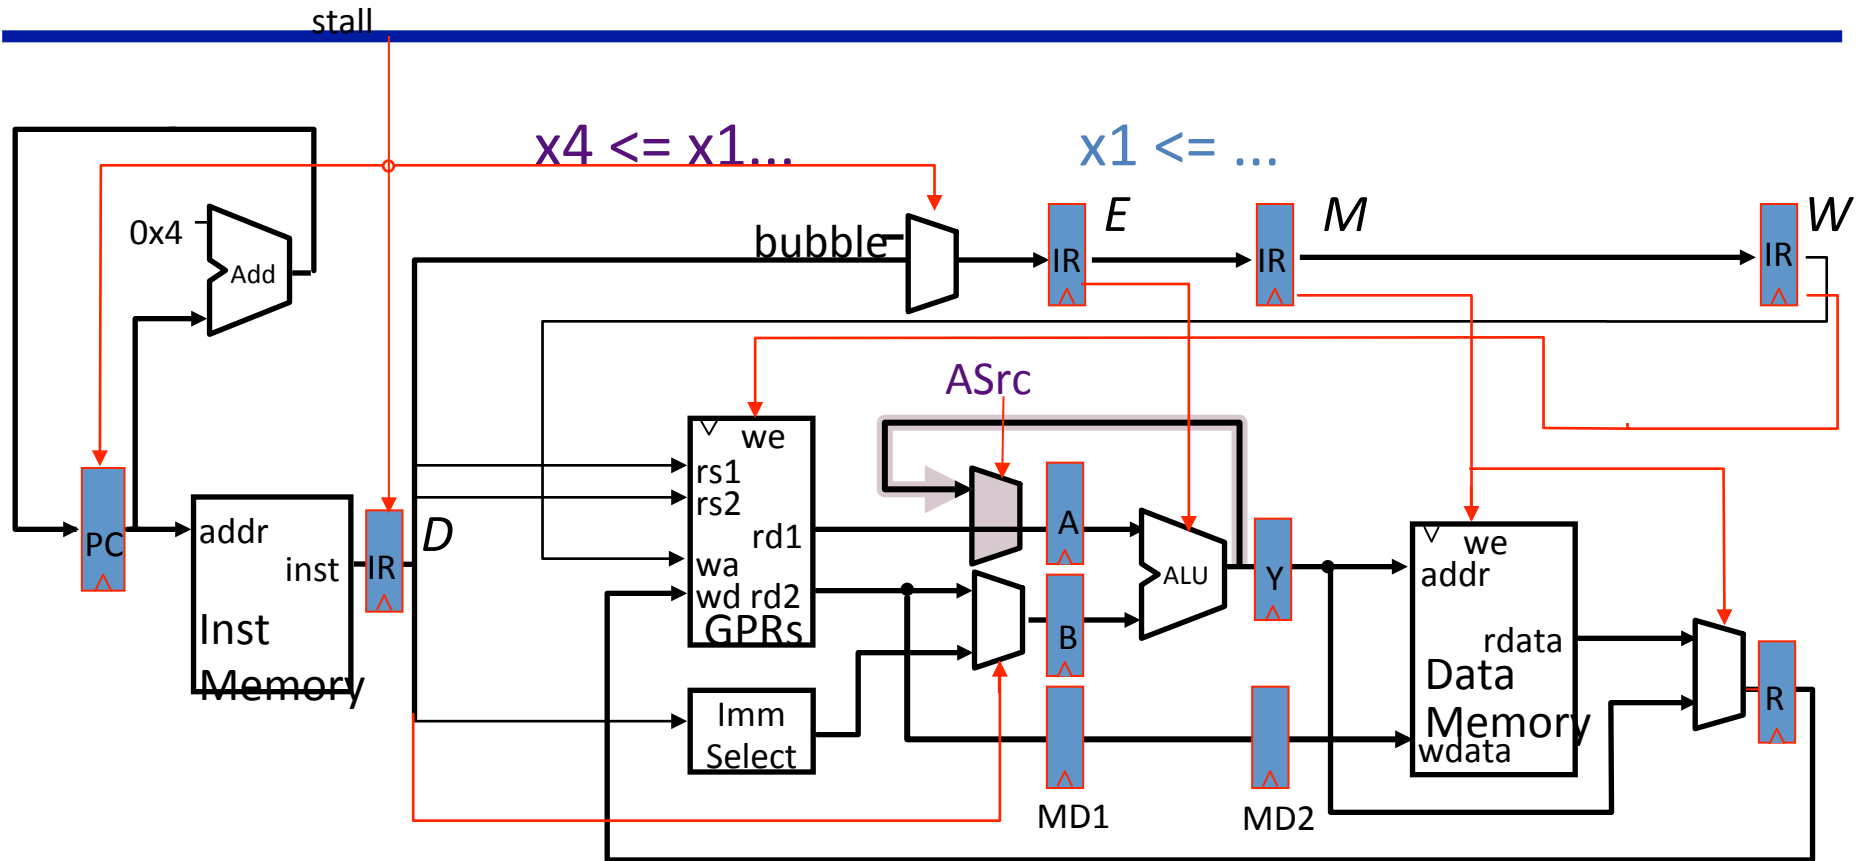 stall
x4 <= x1...
x1 <= ...
E
M
W
0x4
Add
bubble
IR
IR
IR
ASrc
we
rs1
rs2
rd1
wa
wd rd2
GPRs
A
B
ALU
Y
PC
addr
inst
Inst
Memory
IR
D
we
addr
rdata
Data
Memory
wdata
R
Imm
Select
MD1
MD2